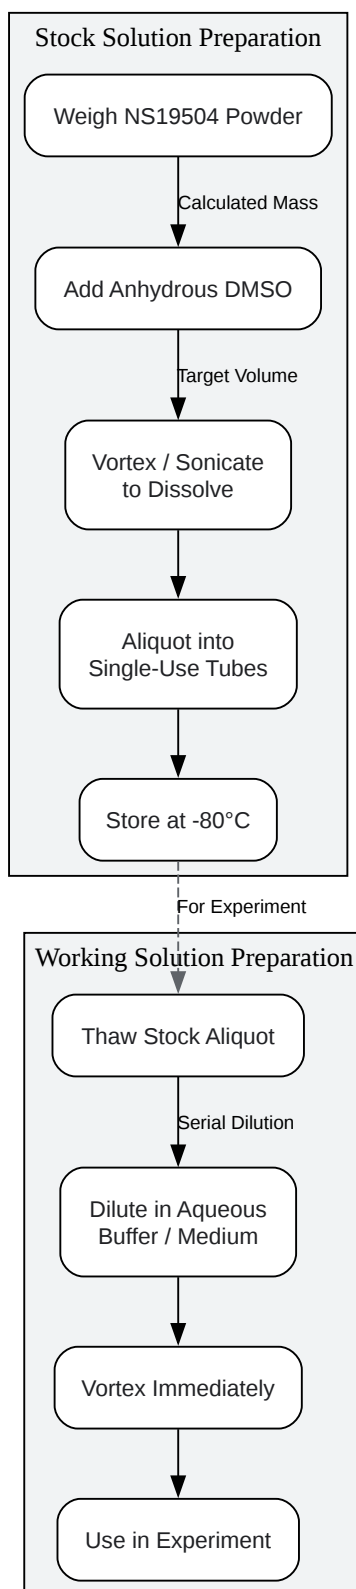 Stock Solution Preparation
Weigh NS19504 Powder
Calculated Mass
Add Anhydrous DMSO
Target Volume
Vortex / Sonicate
to Dissolve
Aliquot into
Single-Use Tubes
Store at -80°C
For Experiment
Working Solution Preparation
Thaw Stock Aliquot
Serial Dilution
Dilute in Aqueous
Buffer / Medium
Vortex Immediately
Use in Experiment